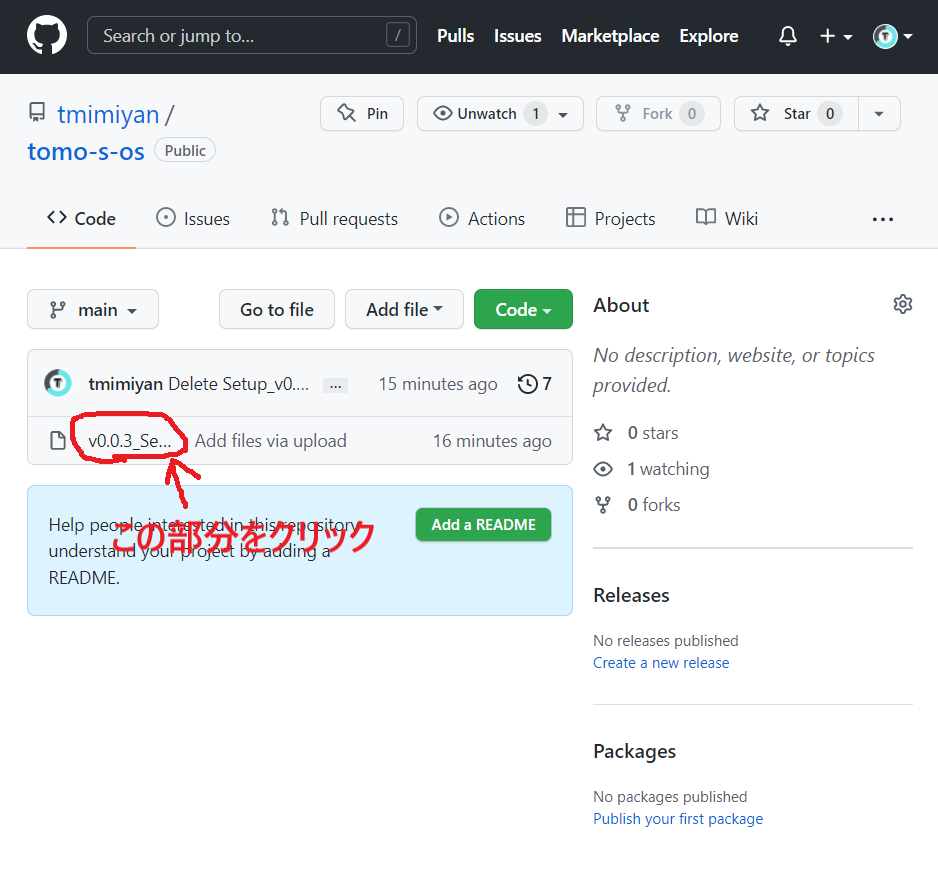 Search or jump to... /
Pulls Issues Marketplace Explore
tmimiyan /
tomo-s-os Public
Pin
Unwatch 1
Fork 0
Star 0
Code Issues Pull requests Actions Projects Wiki ...
main
Go to file
Add file
Code
tmimiyan Delete Setup_v0.... ... 15 minutes ago 7
v0.0.3_Se... Add files via upload 16 minutes ago
この部分をクリック
Help people interested in this repository
understand your project by adding a
README.
Add a README
About
No description, website, or topics
provided.
0 stars
1 watching
0 forks
Releases
No releases published
Create a new release
Packages
No packages published
Publish your first package